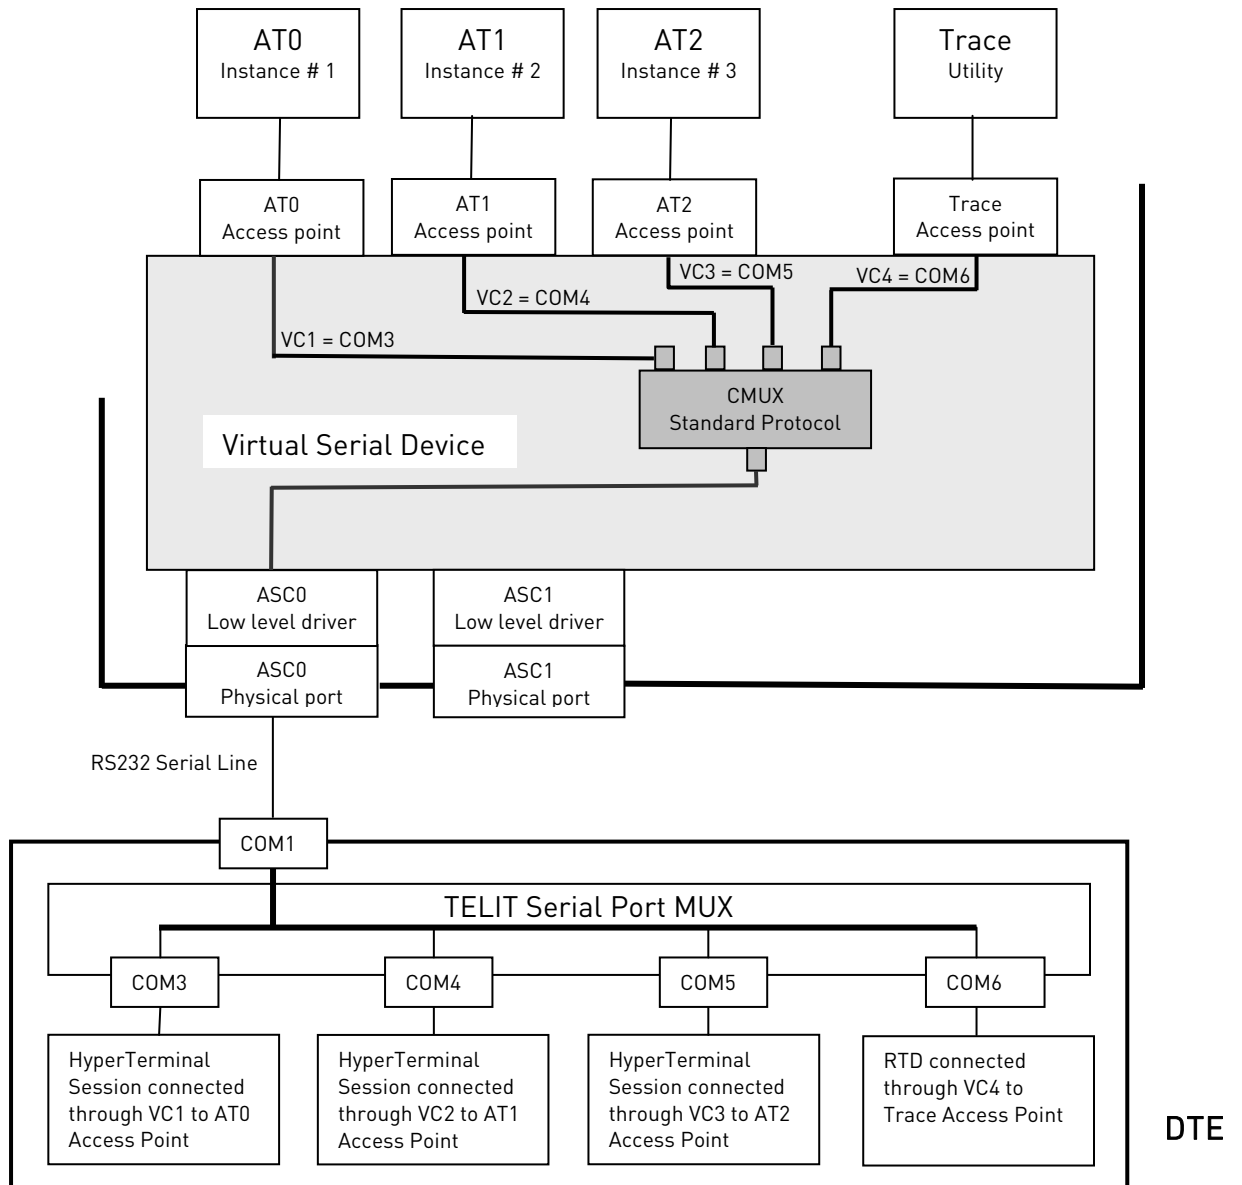 AT0
Instance # 1
AT1
Instance # 2
AT2
Instance # 3
Trace
Utility
AT0
Access point
AT1
Access point
AT2
Access point
Trace
Access point
VC3 = COM5
VC4 = COM6
VC2 = COM4
VC1 = COM3
CMUX
Standard Protocol
Virtual Serial Device
ASC0
Low level driver
ASC1
Low level driver
ASC0
Physical port
ASC1
Physical port
RS232 Serial Line
COM1
TELIT Serial Port MUX
COM3
COM4
COM5
COM6
HyperTerminal
Session connected
through VC1 to AT0
Access Point
HyperTerminal
Session connected
through VC2 to AT1
Access Point
HyperTerminal
Session connected
through VC3 to AT2
Access Point
RTD connected
through VC4 to
Trace Access Point
DTE